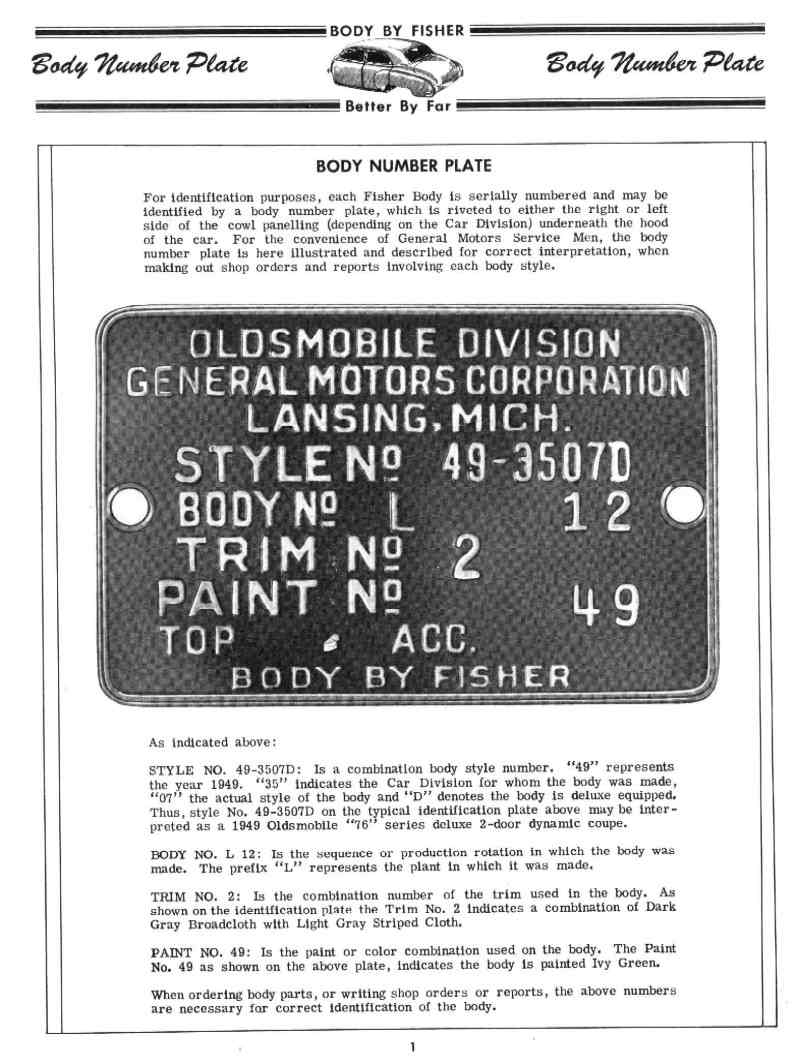 BODY BY FISHER
Body Number Plate
Body Number Plate
Better By Far
BODY NUMBER PLATE
For identification purposes, each Fisher Body is serially numbered and may be
identified by a body number plate, which is riveted to either the right or left
side of the cowl panelling (depending on the Car Division) underneath the hood
of the car. For the convenience of General Motors Service Men, the body
number plate is here illustrated and described for correct interpretation, when
making out shop orders and reports involving each body style.
OLDSMOBILE DIVISION
GENERAL MOTORS CORPORATION
LANSING, MICH.
STYLE Nº 49-3507D
BODY Nº L 12
TRIM Nº 2
PAINT Nº 49
TOP ACC.
BODY BY FISHER
As indicated above:
STYLE NO. 49-3507D: Is a combination body style number. “49” represents
the year 1949. “35” indicates the Car Division for whom the body was made,
“07” the actual style of the body and “D” denotes the body is deluxe equipped.
Thus, style No. 49-3507D on the typical identification plate above may be inter-
preted as a 1949 Oldsmobile “76” series deluxe 2-door dynamic coupe.
BODY NO. L 12: Is the sequence or production rotation in which the body was
made. The prefix “L” represents the plant in which it was made.
TRIM NO. 2: Is the combination number of the trim used in the body. As
shown on the identification plate the Trim No. 2 indicates a combination of Dark
Gray Broadcloth with Light Gray Striped Cloth.
PAINT NO. 49: Is the paint or color combination used on the body. The Paint
No. 49 as shown on the above plate, indicates the body is painted Ivy Green.
When ordering body parts, or writing shop orders or reports, the above numbers
are necessary for correct identification of the body.
1